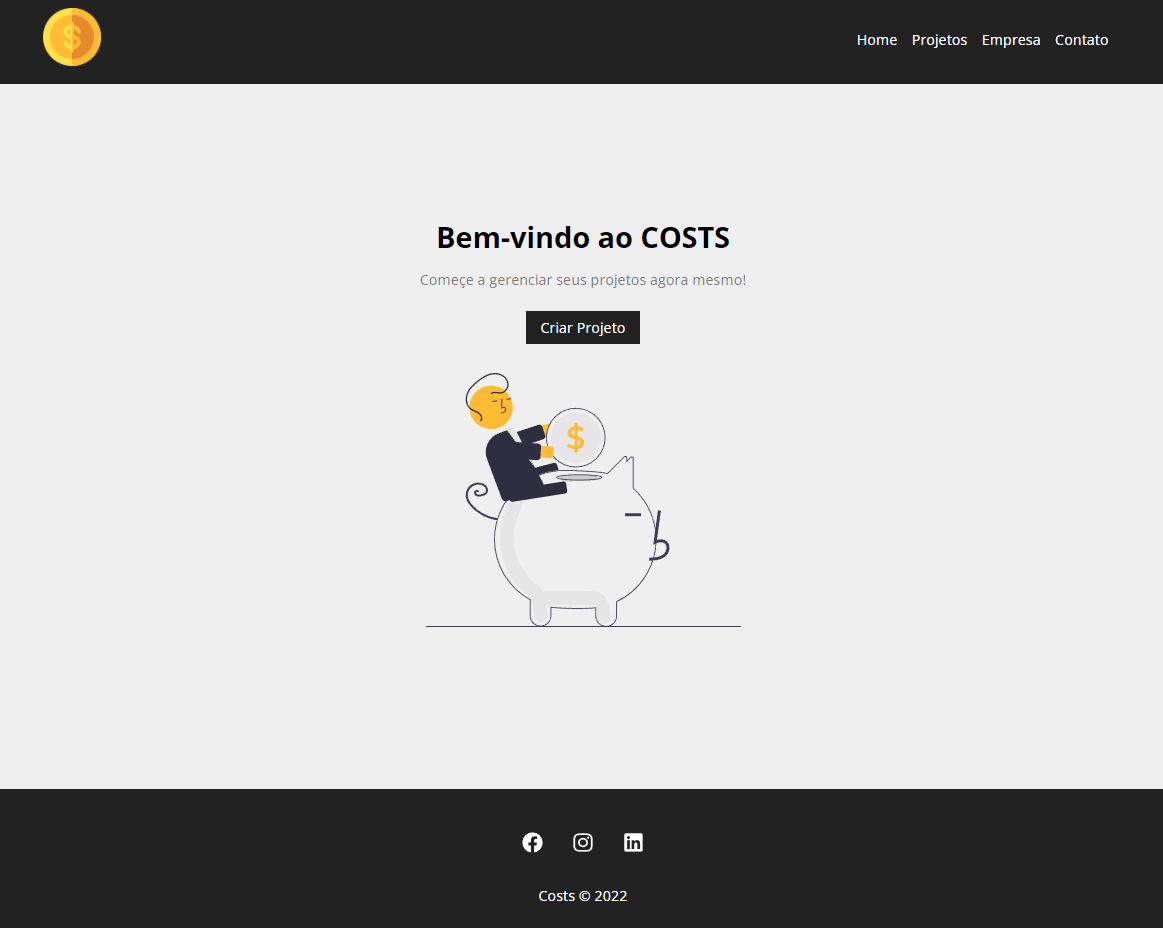 $
Home Projetos Empresa Contato
Bem-vindo ao COSTS
Começe a gerenciar seus projetos agora mesmo!
Criar Projeto
$
Costs © 2022